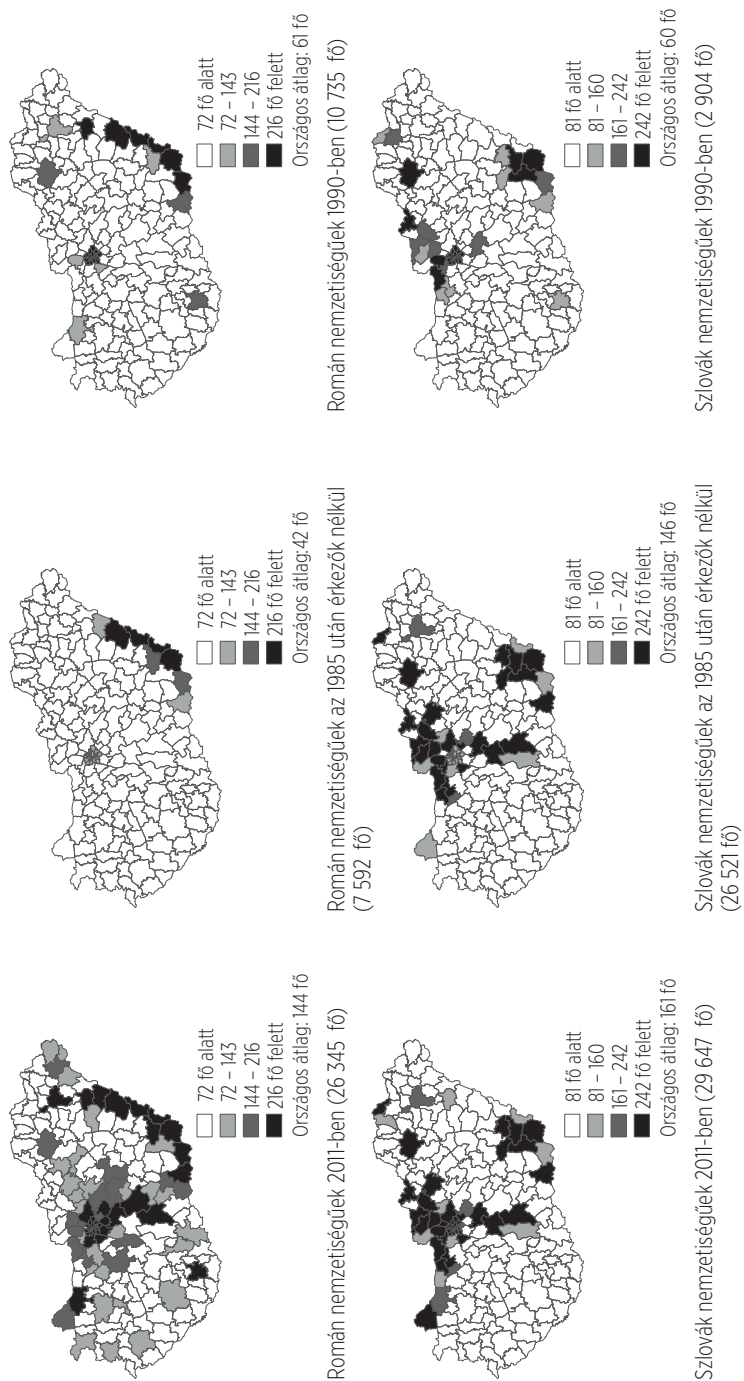 72 fő alatt
72 – 143
144 – 216
216 fő felett
Országos átlag: 144 fő
Román nemzetiségűek 2011-ben (26 345 fő)
72 fő alatt
72 – 143
144 – 216
216 fő felett
Országos átlag: 42 fő
Román nemzetiségűek az 1985 után érkezők nélkül
(7 592 fő)
72 fő alatt
72 – 143
144 – 216
216 fő felett
Országos átlag: 61 fő
Román nemzetiségűek 1990-ben (10 735 fő)
81 fő alatt
81 – 160
161 – 242
242 fő felett
Országos átlag: 161 fő
Szlovák nemzetiségűek 2011-ben (29 647 fő)
81 fő alatt
81 – 160
161 – 242
242 fő felett
Országos átlag: 146 fő
Szlovák nemzetiségűek az 1985 után érkezők nélkül
(26 521 fő)
81 fő alatt
81 – 160
161 – 242
242 fő felett
Országos átlag: 60 fő
Szlovák nemzetiségűek 1990-ben (2 904 fő)